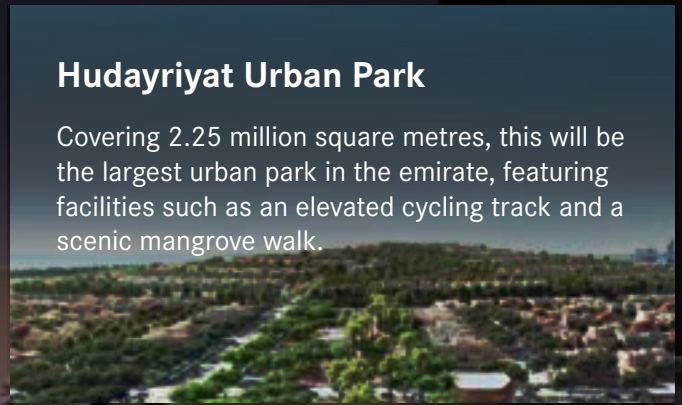 Hudayriyat Urban Park
Covering 2.25 million square metres, this will be
the largest urban park in the emirate, featuring
facilities such as an elevated cycling track and a
scenic mangrove walk.